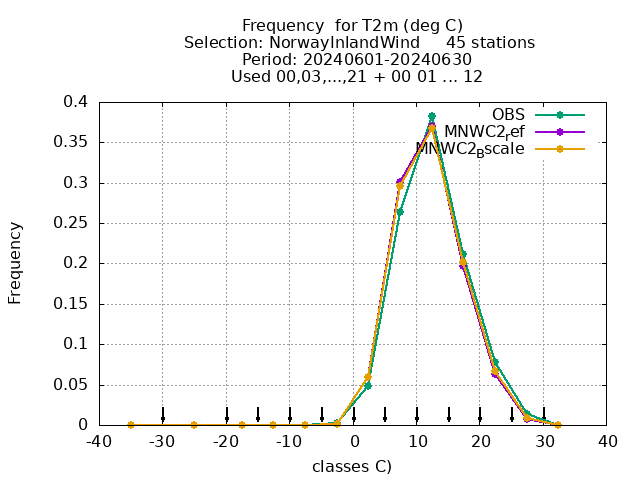 Frequency  for T2m (deg C)
Selection: NorwayInlandWind     45 stations
Period: 20240601-20240630
Used 00,03,...,21 + 00 01 ... 12
OBS
MNWC2ref
MNWC2Bscale
Frequency
0.4
0.35
0.3
0.25
0.2
0.15
0.1
0.05
0
-40 -30 -20 -10 0 10 20 30 40
classes C)